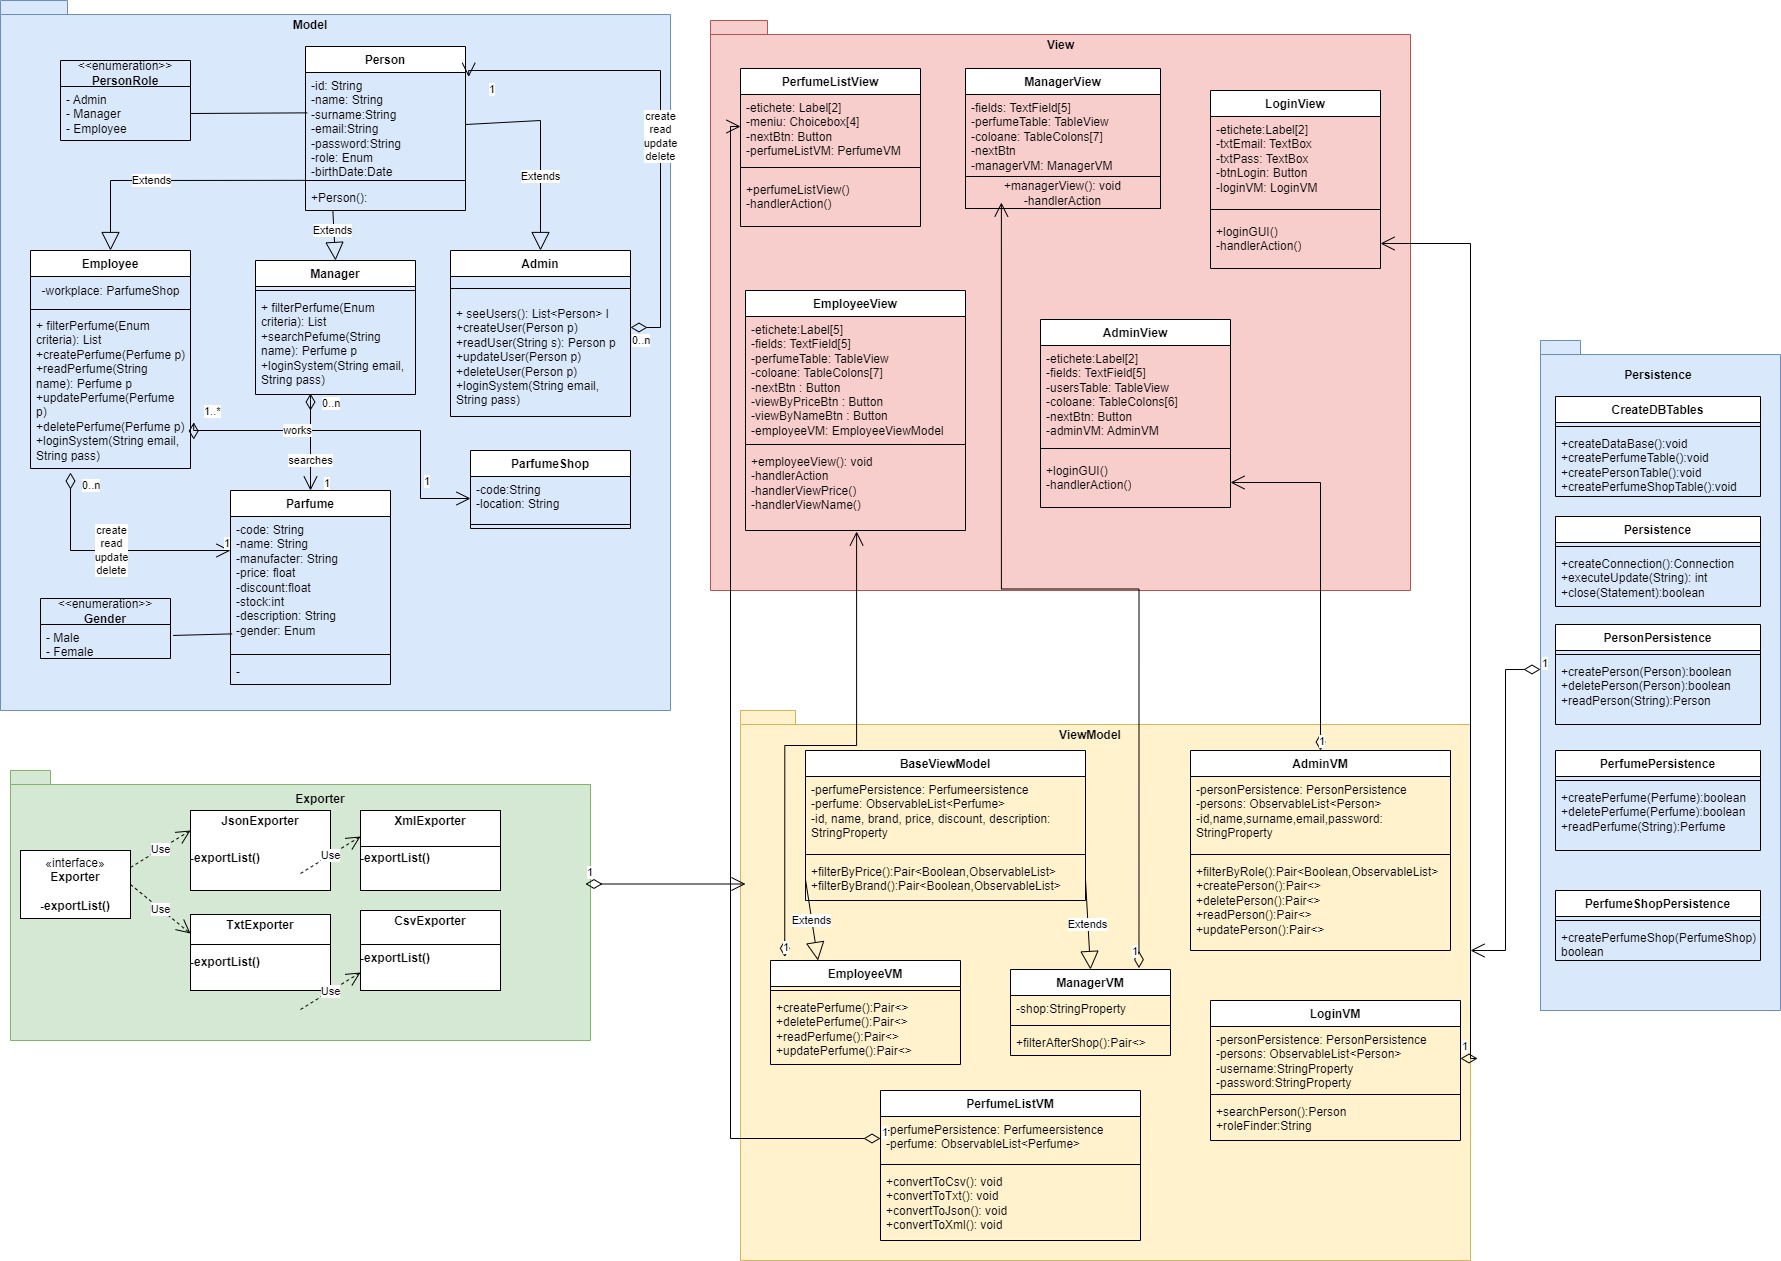 Model
<<enumeration>>
PersonRole
- Admin
- Manager
- Employee
Person
-id: String
-name: String
-surname:String
-email:String
-password:String
-role: Enum
-birthDate:Date
+Person():
1
create
read
update
delete
Extends
Extends
Extends
Employee
-workplace: ParfumeShop
+ filterPerfume(Enum
criteria): List
+createPerfume(Perfume p)
+readPerfume(String
name): Perfume p
+updatePerfume(Perfume
p)
+deletePerfume(Perfume p)
+loginSystem(String email,
String pass)
Manager
+ filterPerfume(Enum
criteria): List
+searchPefume(String
name): Perfume p
+loginSystem(String email,
String pass)
Admin
+ seeUsers(): List<Person> l
+createUser(Person p)
+readUser(String s): Person p
+updateUser(Person p)
+deleteUser(Person p)
+loginSystem(String email,
String pass)
0..n
0..n
1..*
works
searches
1
1
0..n
ParfumeShop
-code:String
-location: String
create
read
update
delete
1
Parfume
-code: String
-name: String
-manufacter: String
-price: float
-discount:float
-stock:int
-description: String
-gender: Enum
-
<<enumeration>>
Gender
- Male
- Female
View
PerfumeListView
-etichete: Label[2]
-meniu: Choicebox[4]
-nextBtn: Button
-perfumeListVM: PerfumeVM
+perfumeListView()
-handlerAction()
ManagerView
-fields: TextField[5]
-perfumeTable: TableView
-coloane: TableColons[7]
-nextBtn
-managerVM: ManagerVM
+managerView(): void
-handlerAction
LoginView
-etichete:Label[2]
-txtEmail: TextBox
-txtPass: TextBox
-btnLogin: Button
-loginVM: LoginVM
+loginGUI()
-handlerAction()
EmployeeView
-etichete:Label[5]
-fields: TextField[5]
-perfumeTable: TableView
-coloane: TableColons[7]
-nextBtn : Button
-viewByPriceBtn : Button
-viewByNameBtn : Button
-employeeVM: EmployeeViewModel
+employeeView(): void
-handlerAction
-handlerViewPrice()
-handlerViewName()
AdminView
-etichete:Label[2]
-fields: TextField[5]
-usersTable: TableView
-coloane: TableColons[6]
-nextBtn: Button
-adminVM: AdminVM
+loginGUI()
-handlerAction()
Persistence
CreateDBTables
+createDataBase():void
+createPerfumeTable():void
+createPersonTable():void
+createPerfumeShopTable():void
Persistence
+createConnection():Connection
+executeUpdate(String): int
+close(Statement):boolean
PersonPersistence
+createPerson(Person):boolean
+deletePerson(Person):boolean
+readPerson(String):Person
1
PerfumePersistence
+createPerfume(Perfume):boolean
+deletePerfume(Perfume):boolean
+readPerfume(String):Perfume
PerfumeShopPersistence
+createPerfumeShop(PerfumeShop)
boolean
Exporter
«interface»
Exporter
-exportList()
Use
Use
JsonExporter
-exportList()
Use
XmlExporter
-exportList()
TxtExporter
-exportList()
Use
CsvExporter
-exportList()
1
ViewModel
BaseViewModel
-perfumePersistence: Perfumeersistence
-perfume: ObservableList<Perfume>
-id, name, brand, price, discount, description:
StringProperty
+filterByPrice():Pair<Boolean,ObservableList>
+filterByBrand():Pair<Boolean,ObservableList>
Extends
Extends
1
1
1
AdminVM
-personPersistence: PersonPersistence
-persons: ObservableList<Person>
-id,name,surname,email,password:
StringProperty
+filterByRole():Pair<Boolean,ObservableList>
+createPerson():Pair<>
+deletePerson():Pair<>
+readPerson():Pair<>
+updatePerson():Pair<>
EmployeeVM
+createPerfume():Pair<>
+deletePerfume():Pair<>
+readPerfume():Pair<>
+updatePerfume():Pair<>
ManagerVM
-shop:StringProperty
+filterAfterShop():Pair<>
LoginVM
-personPersistence: PersonPersistence
-persons: ObservableList<Person>
-username:StringProperty
-password:StringProperty
+searchPerson():Person
+roleFinder:String
1
PerfumeListVM
1
-perfumePersistence: Perfumeersistence
-perfume: ObservableList<Perfume>
+convertToCsv(): void
+convertToTxt(): void
+convertToJson(): void
+convertToXml(): void